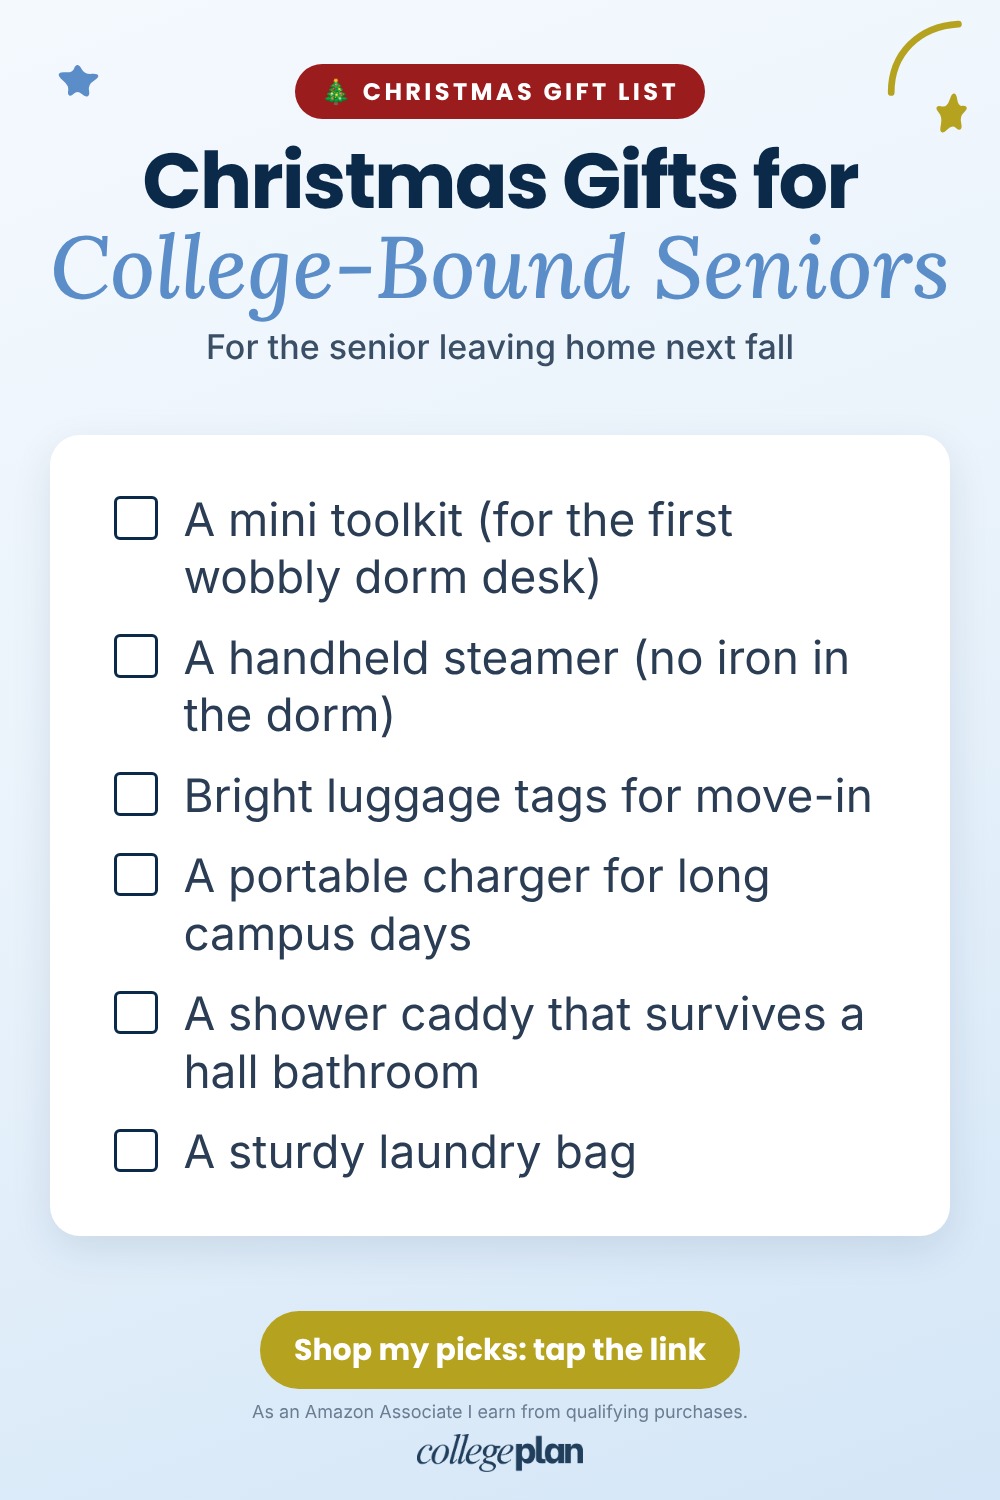 🎄 CHRISTMAS GIFT LIST
Christmas Gifts for
College-Bound Seniors
For the senior leaving home next fall
A mini toolkit (for the first
wobbly dorm desk)
A handheld steamer (no iron in
the dorm)
Bright luggage tags for move-in
A portable charger for long
campus days
A shower caddy that survives a
hall bathroom
A sturdy laundry bag
Shop my picks: tap the link
As an Amazon Associate I earn from qualifying purchases.
collegeplan